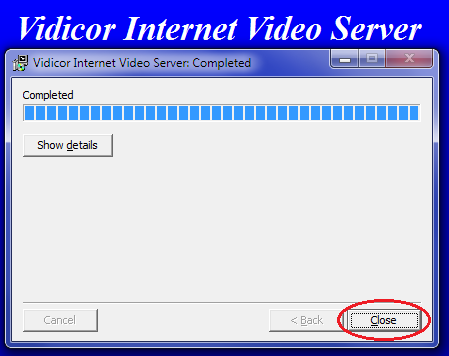 Vidicor Internet Video Server
Vidicor Internet Video Server: Completed
Completed
Show details
Cancel
< Back
Close